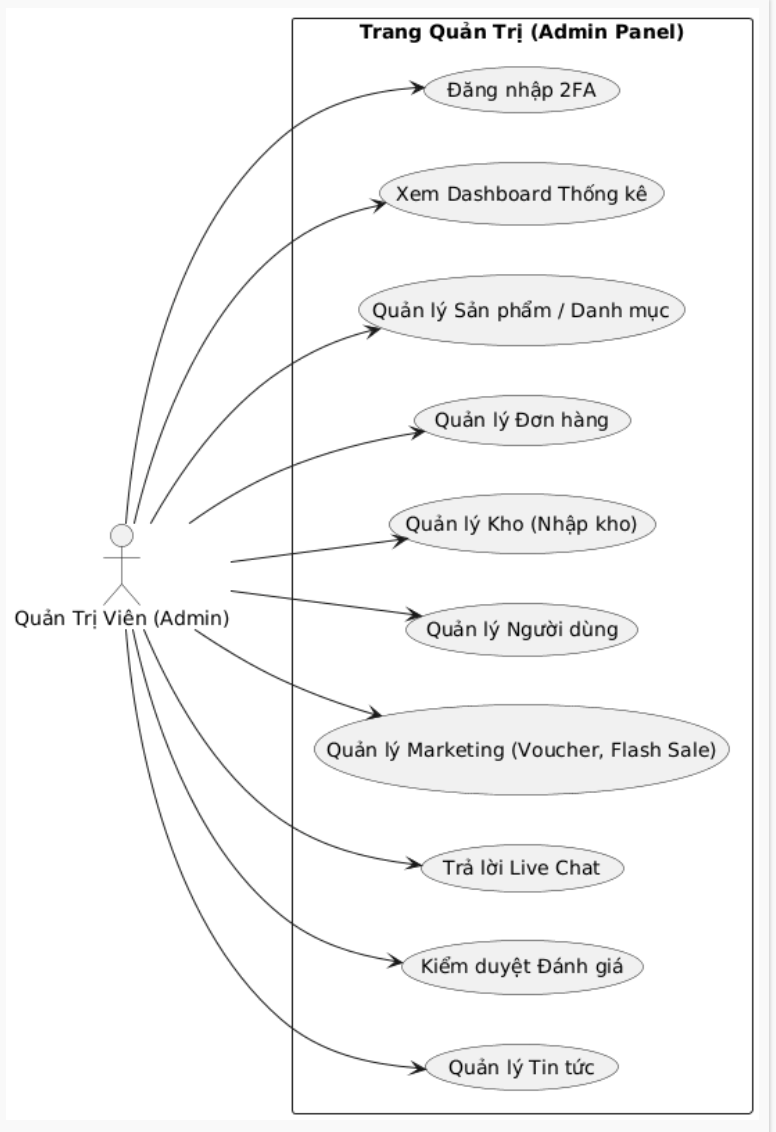 Trang Quản Trị (Admin Panel)
Đăng nhập 2FA
Xem Dashboard Thống kê
Quản lý Sản phẩm / Danh mục
Quản lý Đơn hàng
Quản lý Kho (Nhập kho)
Quản Trị Viên (Admin)
Quản lý Người dùng
Quản lý Marketing (Voucher, Flash Sale)
Trả lời Live Chat
Kiểm duyệt Đánh giá
Quản lý Tin tức